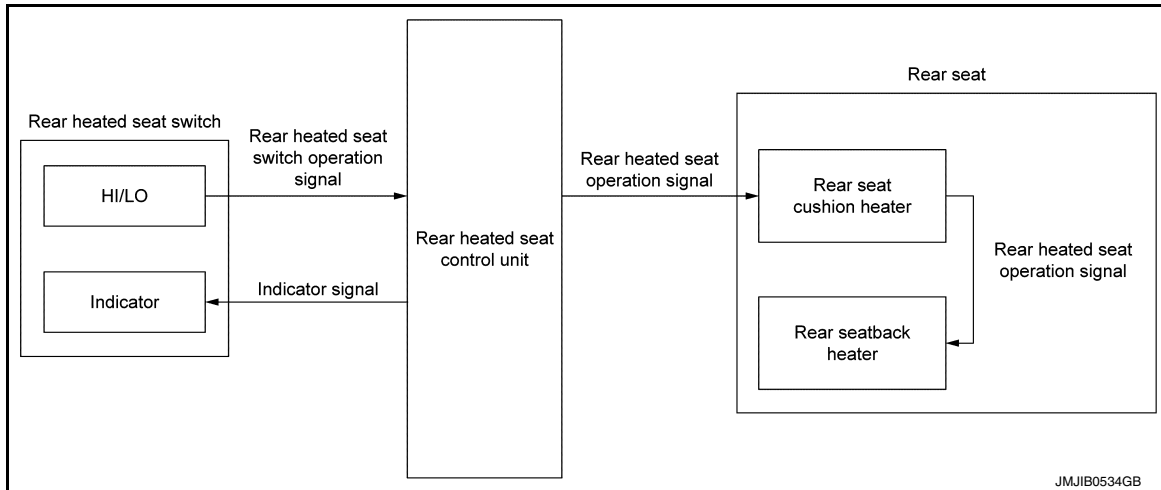 Rear seat
Rear heated seat switch
Rear heated seat
switch operation
signal
HI/LO
Rear heated seat
operation signal
Rear seat
cushion heater
Rear heated seat
control unit
Rear heated seat
operation signal
Indicator signal
Indicator
Rear seatback
heater
JMJIB0534GB